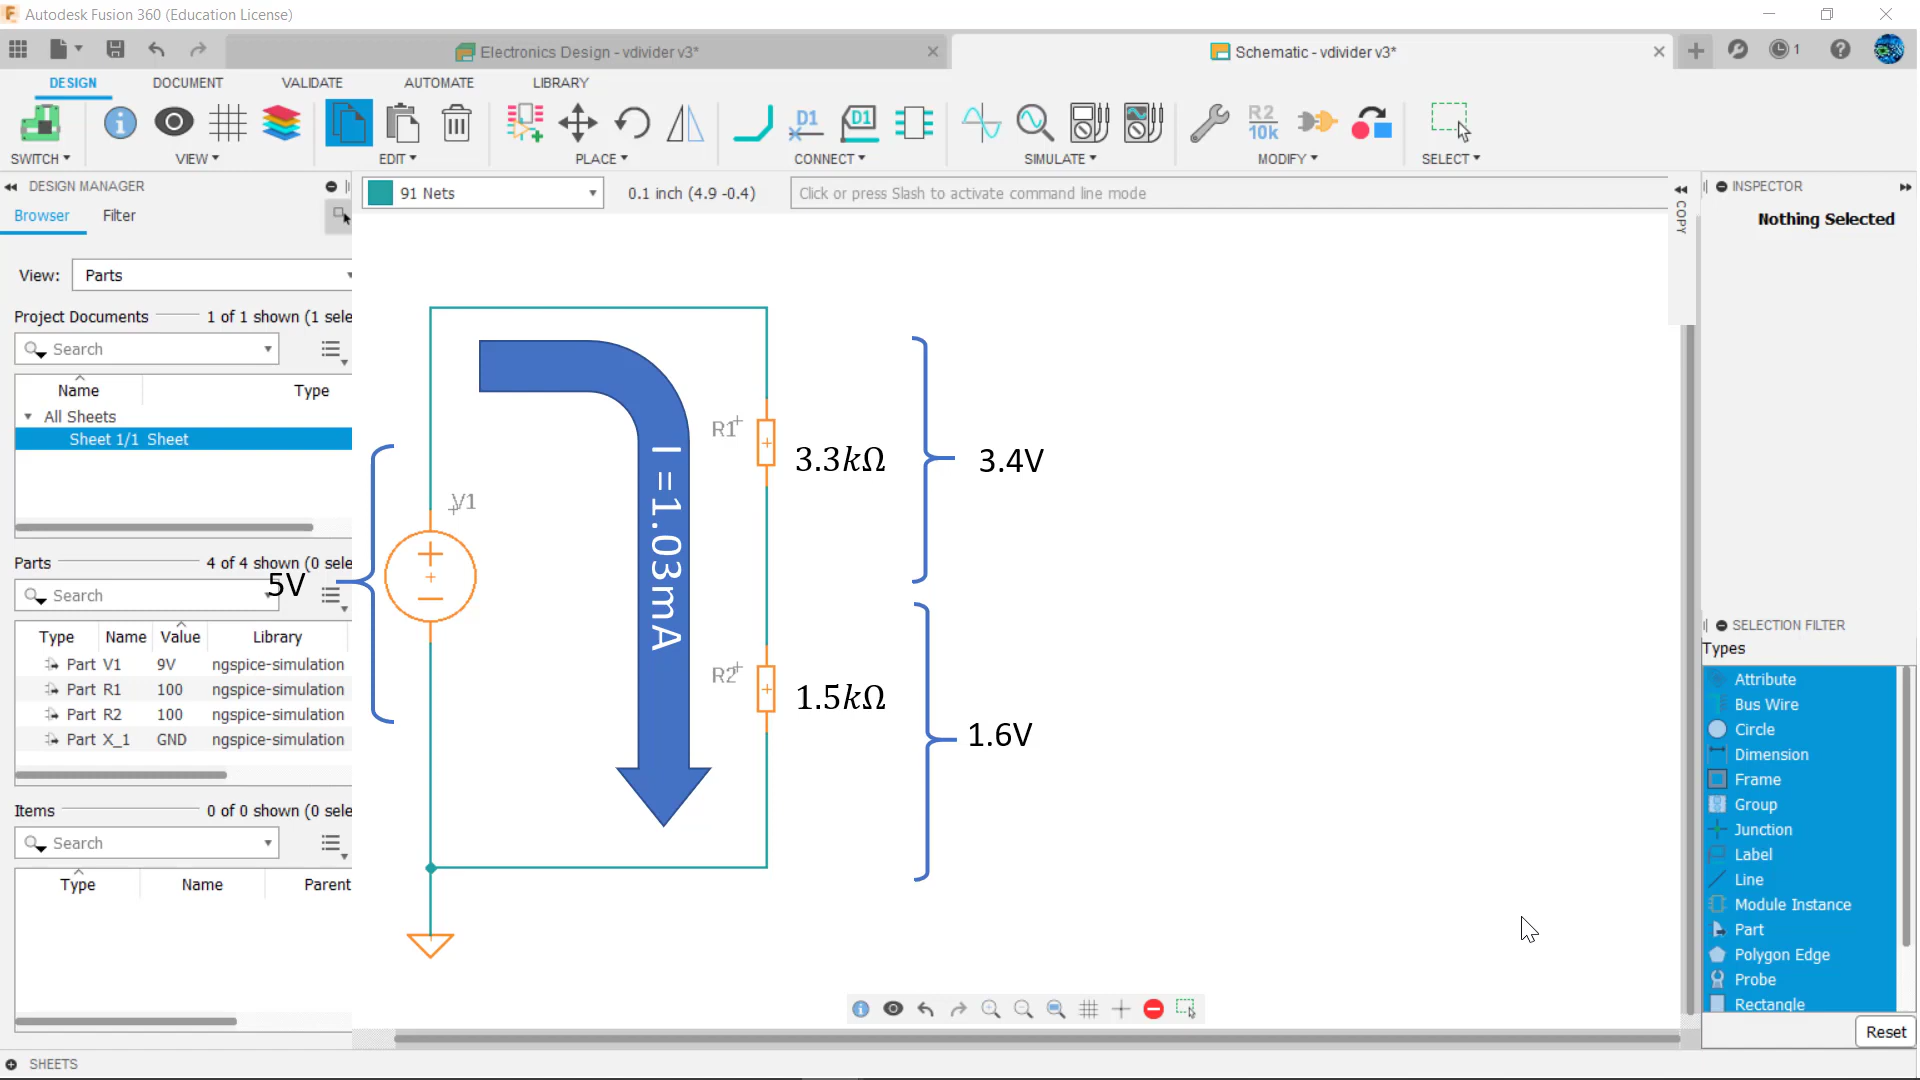 Autodesk Fusion 360 (Education License)
Electronics Design - vdivider v3*
Schematic - vdivider v3*
1
DESIGN
DOCUMENT
VALIDATE
AUTOMATE
LIBRARY
D1
D1
R2
10k
SWITCH
VIEW
EDIT
PLACE
CONNECT
SIMULATE
MODIFY
SELECT
DESIGN MANAGER
91 Nets
0.1 inch (4.9 -0.4)
Click or press Slash to activate command line mode
COPY
INSPECTOR
Nothing Selected
Browser
Filter
View:
Parts
Project Documents
1 of 1 shown (1 sele
Search
Name
Type
All Sheets
Sheet 1/1 Sheet
Parts
4 of 4 shown (0 sele
Search
Type Name Value Library
Part V1 9V ngspice-simulation
Part R1 100 ngspice-simulation
Part R2 100 ngspice-simulation
Part X_1 GND ngspice-simulation
Items
0 of 0 shown (0 sele
Search
Type Name Parent
5V
V1
I =1.03mA
R1
3.3kΩ
3.4V
R2
1.5kΩ
1.6V
SELECTION FILTER
Types
Attribute
Bus Wire
Circle
Dimension
Frame
Group
Junction
Label
Line
Module Instance
Part
Polygon Edge
Probe
Rectangle
Reset
SHEETS